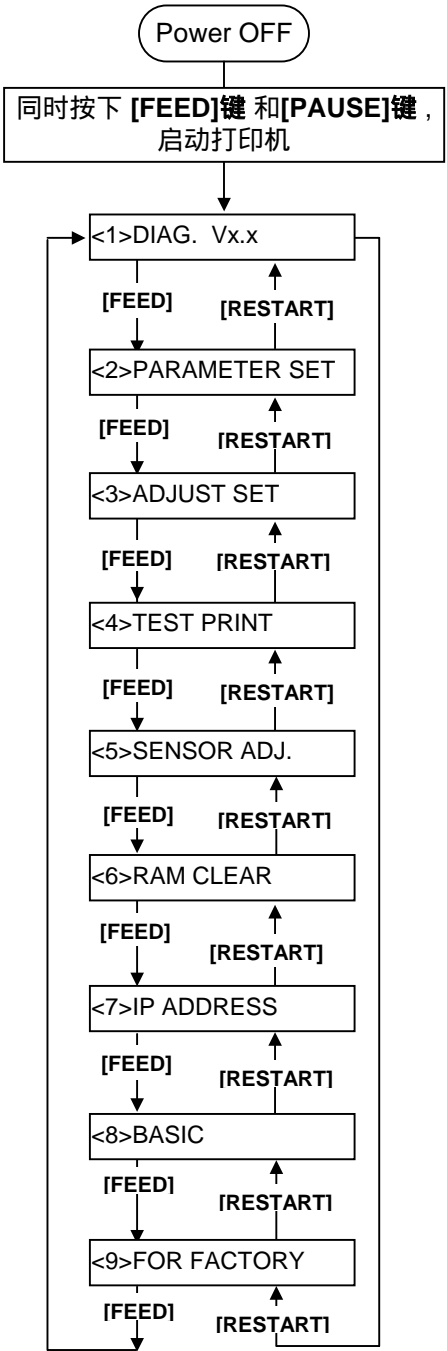 Power OFF
同时按下 [FEED]键 和[PAUSE]键 ,
启动打印机
<1>DIAG. Vx.x
[FEED]
[RESTART]
<2>PARAMETER SET
[FEED]
[RESTART]
<3>ADJUST SET
[FEED]
[RESTART]
<4>TEST PRINT
[FEED]
[RESTART]
<5>SENSOR ADJ.
[FEED]
[RESTART]
<6>RAM CLEAR
[FEED]
[RESTART]
<7>IP ADDRESS
[FEED]
[RESTART]
<8>BASIC
[FEED]
[RESTART]
<9>FOR FACTORY
[FEED]
[RESTART]